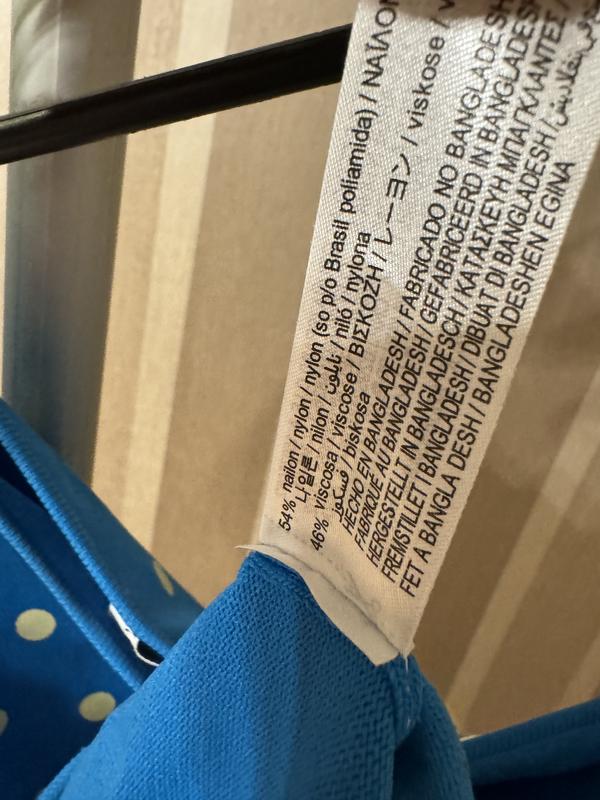 54% nailon / nylon / nylon (so p/o Brasil poliamida) / ΝΑΪΛΟΝ
나일론 / nilon / نايلون / niló / nylona
46% viscosa / viscose / ΒΙΣΚΟΖΗ / レーヨン / viskose /
فسكوز / biskosa
HECHO EN BANGLADESH / FABRICADO NO BANGLADESH
FABRIQUÉ AU BANGLADESH / GEFABRICEERD IN BANGLADESH
HERGESTELLT IN BANGLADESCH / ΚΑΤΑΣΚΕΥΗ ΜΠΑΓΚΛΑΝΤΕΣ /
FREMSTILLET I BANGLADESH / DIBUAT DI BANGLADESH /
FET A BANGLA DESH / BANGLADESHEN EGINA